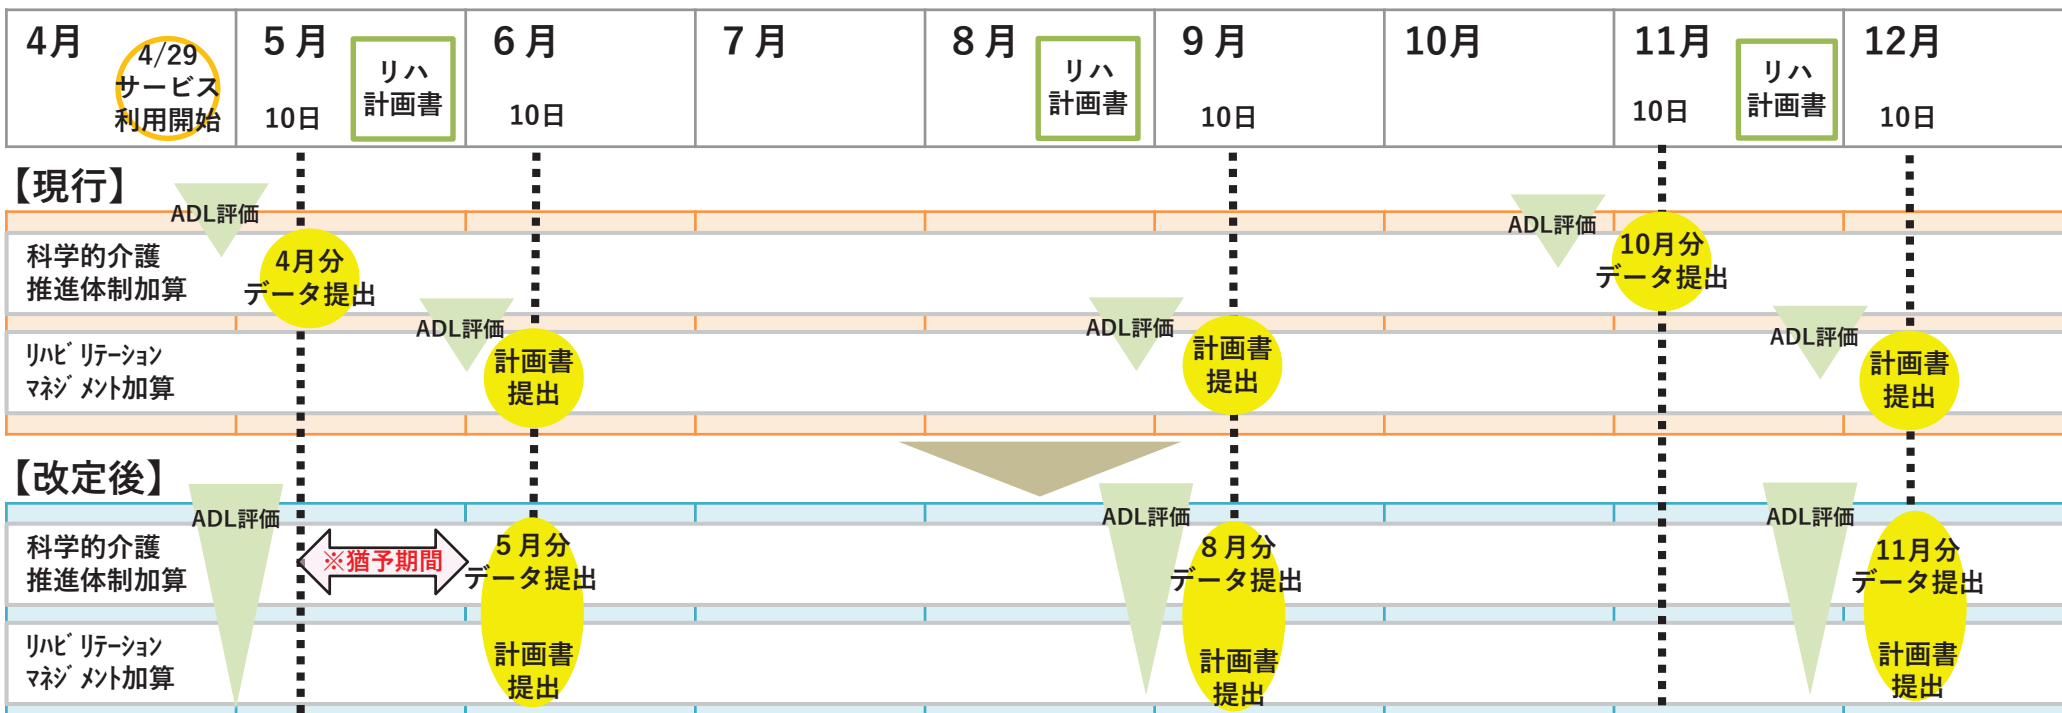 4月
4/29
サービス
利用開始
5月
10日
リハ
計画書
6月
10日
7月
8月
リハ
計画書
9月
10日
10月
11月
10日
リハ
計画書
12月
10日
【現行】
ADL評価
ADL評価
科学的介護
推進体制加算
4月分
データ提出
10月分
データ提出
ADL評価
ADL評価
ADL評価
リハビリテーション
マネジメント加算
計画書
提出
計画書
提出
計画書
提出
【改定後】
ADL評価
ADL評価
ADL評価
科学的介護
推進体制加算
※猶予期間
5月分
データ提出
8月分
データ提出
11月分
データ提出
リハビリテーション
マネジメント加算
計画書
提出
計画書
提出
計画書
提出